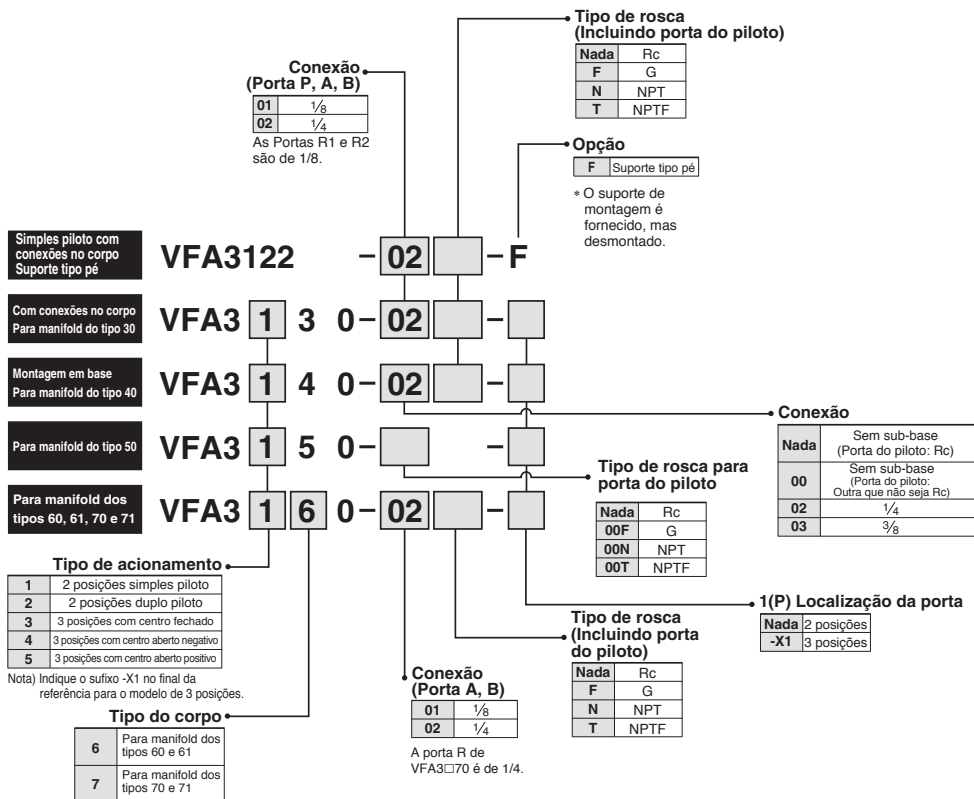 Tipo de rosca
(Incluindo porta do piloto)
Nada Rc
F G
N NPT
T NPTF
Conexão
(Porta P, A, B)
01 1/8
02 1/4
As Portas R1 e R2
são de 1/8.
Opção
F Suporte tipo pé
* O suporte de
montagem é
fornecido, mas
desmontado.
Simples piloto com
conexões no corpo
Suporte tipo pé
VFA3122 - 02 - F
Com conexões no corpo
Para manifold do tipo 30
VFA3 1 3 0 - 02 -
Montagem em base
Para manifold do tipo 40
VFA3 1 4 0 - 02 -
Para manifold do tipo 50
VFA3 1 5 0 - -
Para manifold dos
tipos 60, 61, 70 e 71
VFA3 1 6 0 - 02 -
Conexão
Nada Sem sub-base
(Porta do piloto: Rc)
00 Sem sub-base
(Porta do piloto:
Outra que não seja Rc)
02 1/4
03 3/8
Tipo de rosca para
porta do piloto
Nada Rc
00F G
00N NPT
00T NPTF
Tipo de acionamento
1 2 posições simples piloto
2 2 posições duplo piloto
3 3 posições com centro fechado
4 3 posições com centro aberto negativo
5 3 posições com centro aberto positivo
Nota) Indique o sufixo -X1 no final da
referência para o modelo de 3 posições.
1(P) Localização da porta
Nada 2 posições
-X1 3 posições
Tipo de rosca
(Incluindo porta
do piloto)
Nada Rc
F G
N NPT
T NPTF
Conexão
(Porta A, B)
01 1/8
02 1/4
A porta R de
VFA3□70 é de 1/4.
Tipo do corpo
6 Para manifold dos
tipos 60 e 61
7 Para manifold dos
tipos 70 e 71